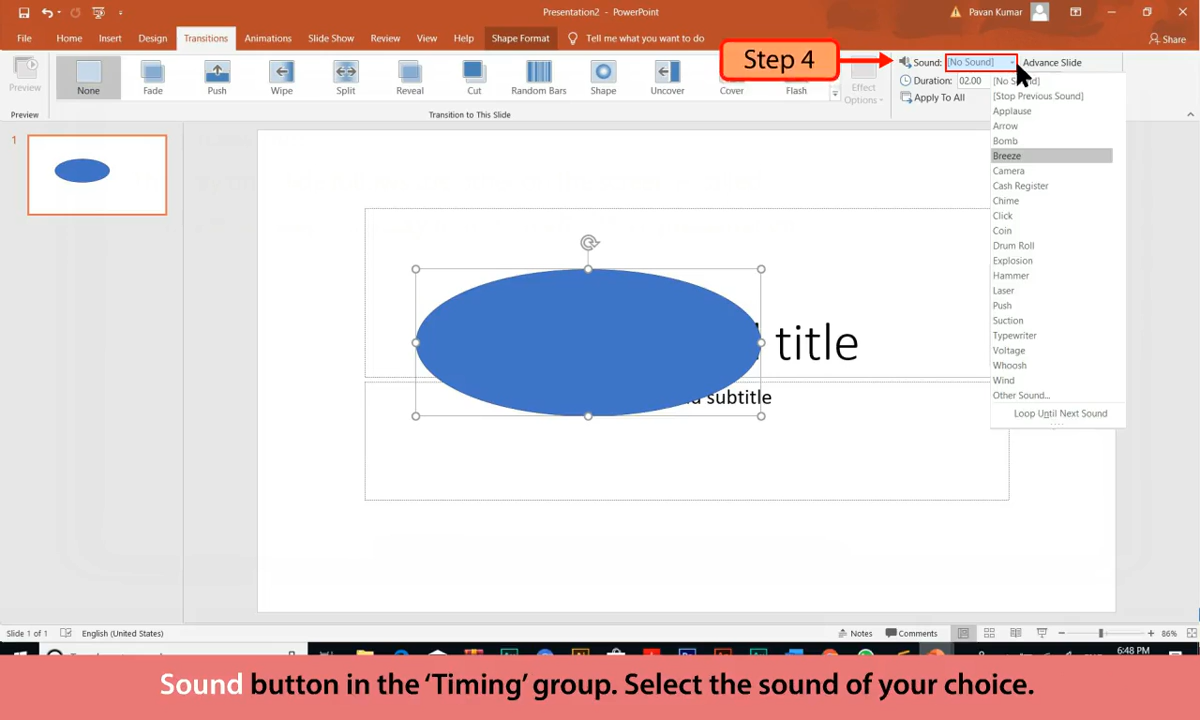 Presentation2 - PowerPoint
Pavan Kumar
File Home Insert Design Transitions Animations Slide Show Review View Help Shape Format Tell me what you want to do
Share
Step 4
Preview
None
Fade
Push
Wipe
Split
Reveal
Cut
Random Bars
Shape
Uncover
Cover
Flash
Effect
Options
Sound: [No Sound]
Advance Slide
Duration: 02.00
Apply To All
Preview
Transition to This Slide
[No Sound]
[Stop Previous Sound]
Applause
Arrow
Bomb
Breeze
Camera
Cash Register
Chime
Click
Coin
Drum Roll
Explosion
Hammer
Laser
Push
Suction
Typewriter
Voltage
Whoosh
Wind
Other Sound...
Loop Until Next Sound
1
title
subtitle
Slide 1 of 1 English (United States)
Notes Comments 86%
6:48 PM
Sound button in the ‘Timing’ group. Select the sound of your choice.